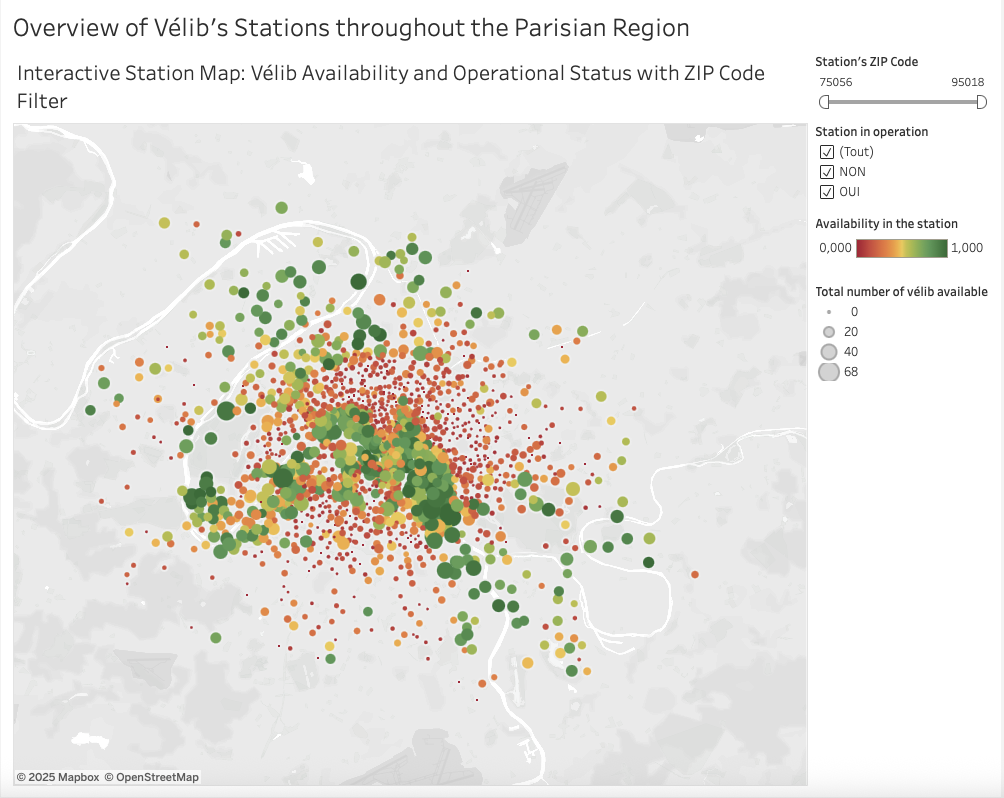 Overview of Vélib's Stations throughout the Parisian Region
Interactive Station Map: Vélib Availability and Operational Status with ZIP Code
Filter
Station's ZIP Code
75056 95018
Station in operation
(Tout)
NON
OUI
Availability in the station
0,000 1,000
Total number of vélib available
0
20
40
68
© 2025 Mapbox © OpenStreetMap